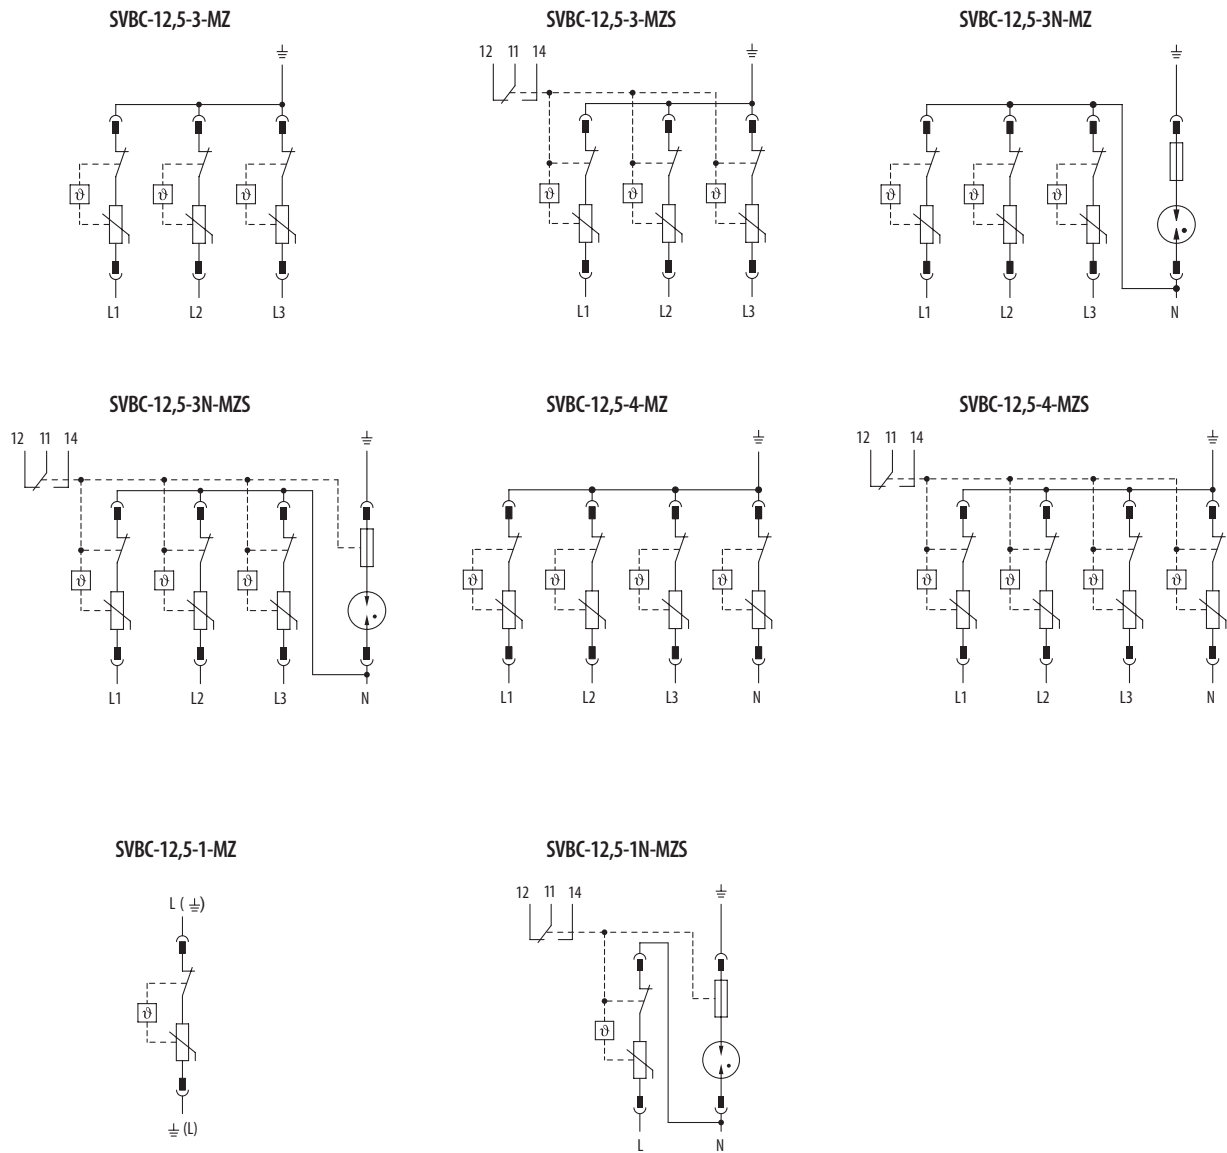 SVBC-12,5-3-MZ
SVBC-12,5-3-MZS
SVBC-12,5-3N-MZ
12 11 14
ϑ ϑ ϑ
ϑ ϑ ϑ
ϑ ϑ ϑ
L1 L2 L3
L1 L2 L3
L1 L2 L3 N
SVBC-12,5-3N-MZS
SVBC-12,5-4-MZ
SVBC-12,5-4-MZS
12 11 14
12 11 14
ϑ ϑ ϑ
ϑ ϑ ϑ ϑ
ϑ ϑ ϑ ϑ
L1 L2 L3 N
L1 L2 L3 N
L1 L2 L3 N
SVBC-12,5-1-MZ
SVBC-12,5-1N-MZS
L (⏚)
12 11 14
ϑ
ϑ
⏚ (L)
L N